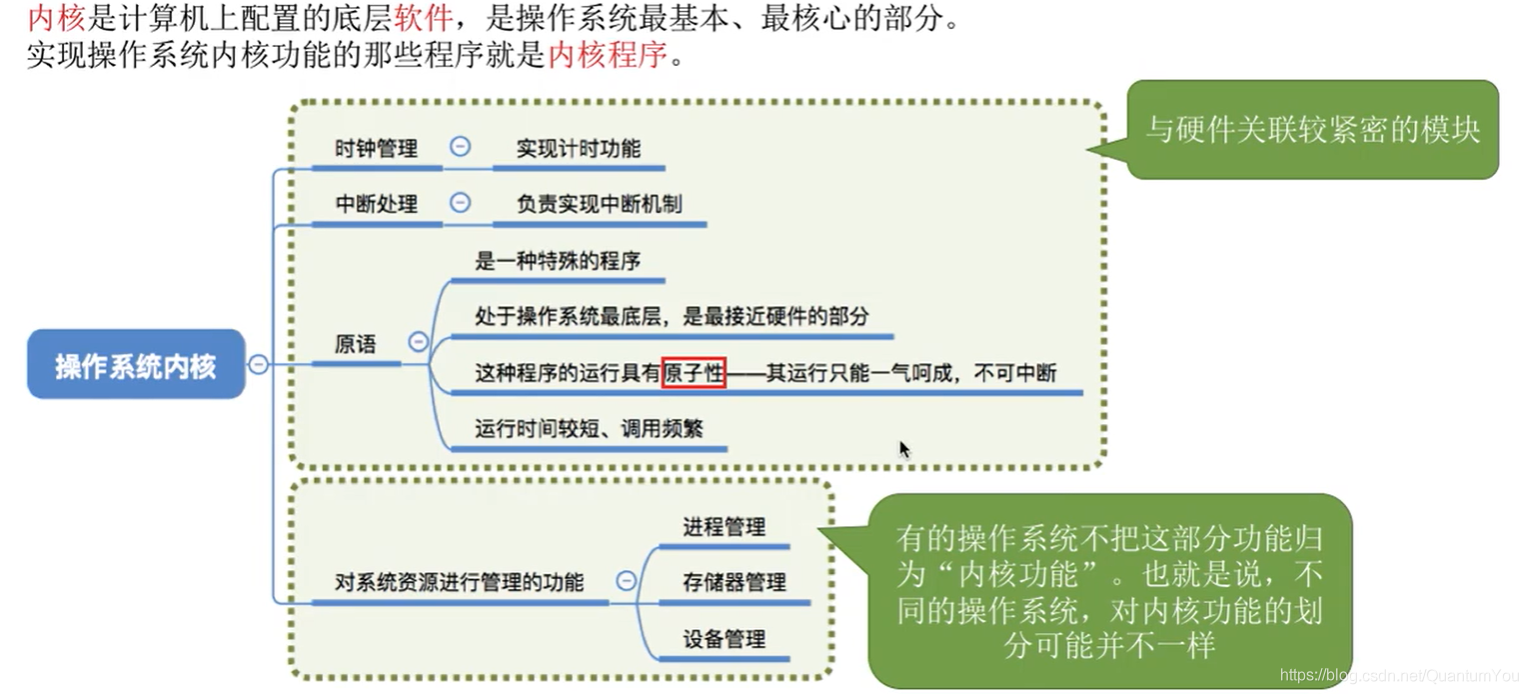 内核是计算机上配置的底层软件，是操作系统最基本、最核心的部分。
实现操作系统内核功能的那些程序就是内核程序。
与硬件关联较紧密的模块
时钟管理
实现计时功能
中断处理
负责实现中断机制
是一种特殊的程序
处于操作系统最底层，是最接近硬件的部分
原语
操作系统内核
这种程序的运行具有原子性——其运行只能一气呵成，不可中断
运行时间较短、调用频繁
进程管理
对系统资源进行管理的功能
存储器管理
设备管理
有的操作系统不把这部分功能归
为“内核功能”。也就是说，不
同的操作系统，对内核功能的划
分可能并不一样
https://blog.csdn.net/QuantumYou